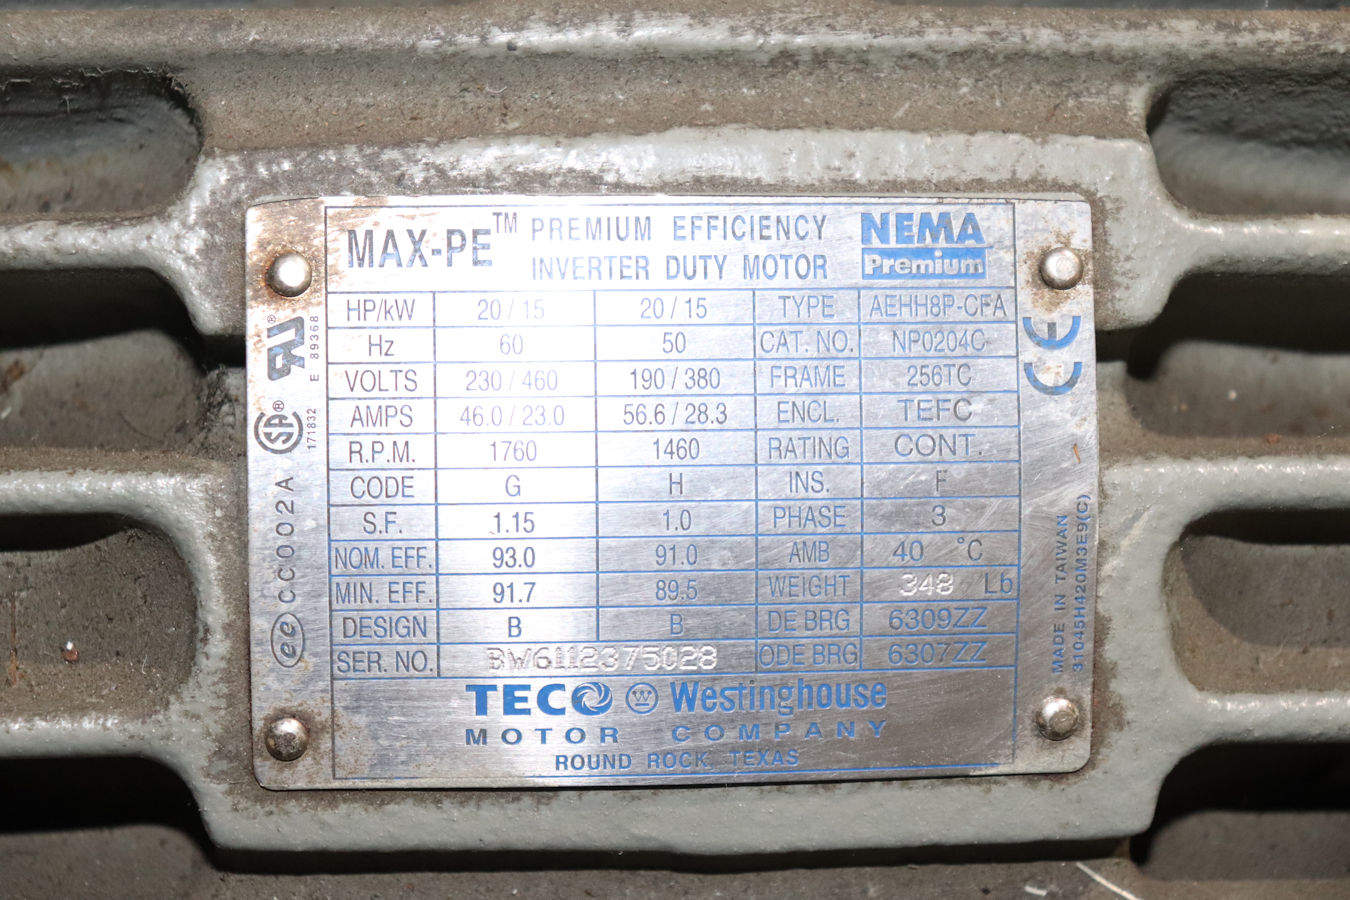 MAX-PE™ PREMIUM EFFICIENCY
INVERTER DUTY MOTOR
NEMA
Premium
HP/kW 20 / 15 20 / 15 TYPE AEHH8P-CFA
Hz 60 50 CAT. NO. NP0204C
VOLTS 230 / 460 190 / 380 FRAME 256TC
AMPS 46.0 / 23.0 56.6 / 28.3 ENCL. TEFC
R.P.M. 1760 1460 RATING CONT.
CODE G H INS. F
S.F. 1.15 1.0 PHASE 3
NOM. EFF. 93.0 91.0 AMB 40 °C
MIN. EFF. 91.7 89.5 WEIGHT 348 Lb
DESIGN B B DE BRG 6309ZZ
SER. NO. BW6112375028 ODE BRG 6307ZZ
TECO Westinghouse
MOTOR COMPANY
ROUND ROCK, TEXAS
RU® E 89368
SA® 171832
ee CC002A
CE
MADE IN TAIWAN
31045H420M3E9(C)